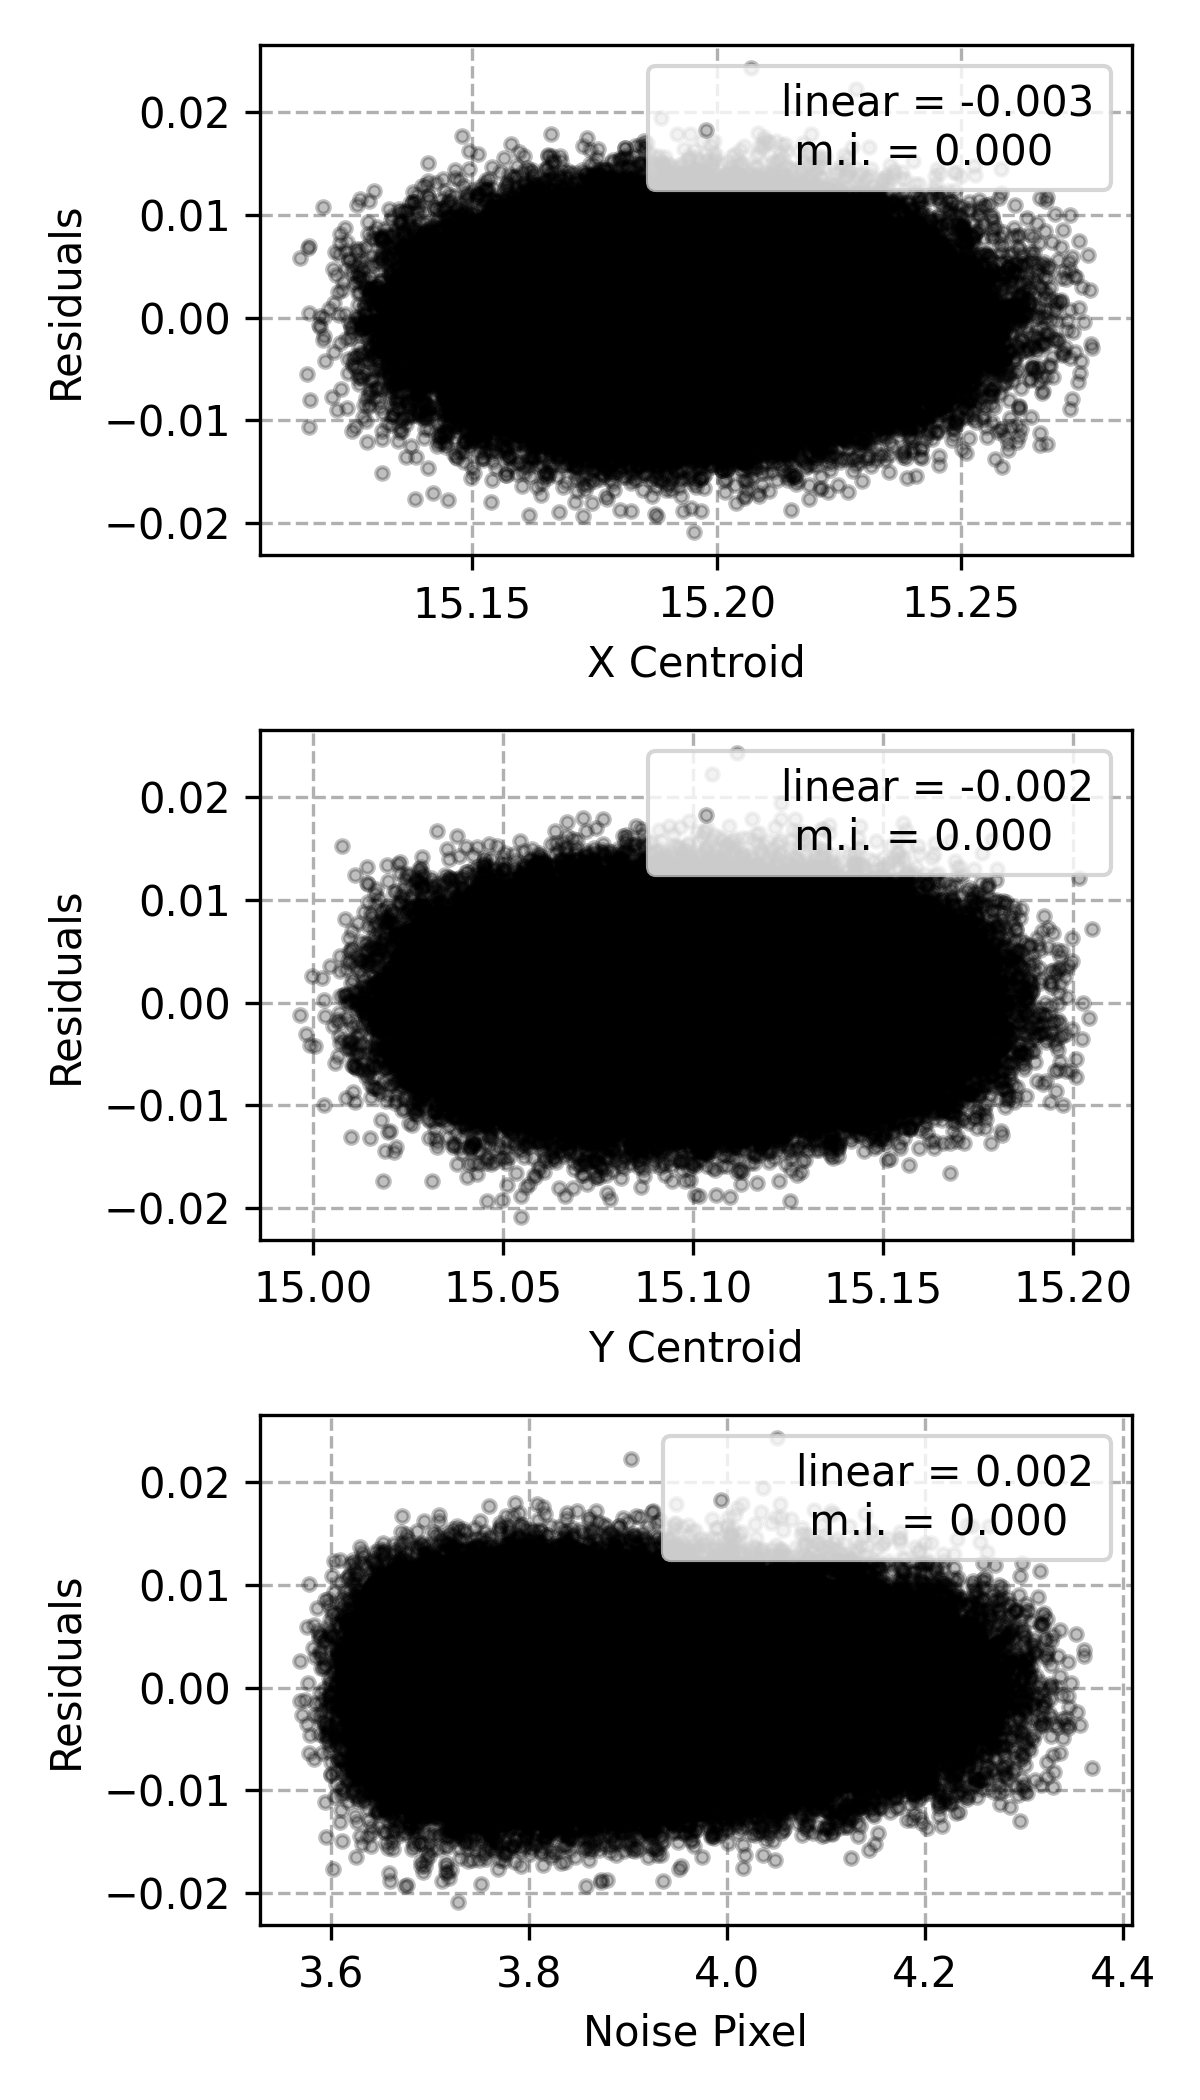 linear = -0.003
m.i. = 0.000
0.02
0.01
0.00
−0.01
−0.02
Residuals
15.15 15.20 15.25
X Centroid
linear = -0.002
m.i. = 0.000
0.02
0.01
0.00
−0.01
−0.02
Residuals
15.00 15.05 15.10 15.15 15.20
Y Centroid
linear = 0.002
m.i. = 0.000
0.02
0.01
0.00
−0.01
−0.02
Residuals
3.6 3.8 4.0 4.2 4.4
Noise Pixel